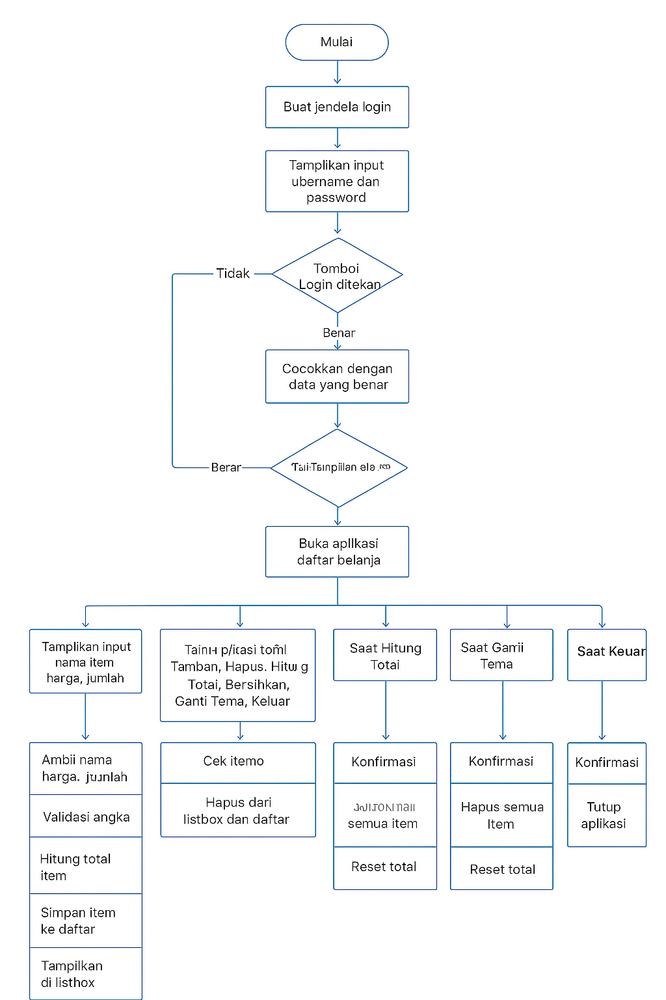 Mulai
Buat jendela login
Tamplikan input
ubername dan
password
Tomboi
Login ditekan
Tidak
Benar
Cocokkan dengan
data yang benar
Berar
Buka apllkasi
daftar belanja
Tamplikan input
nama item
harga, jumlah
Tamban, Hapus. Hitu g
Totai, Bersihkan,
Ganti Tema, Keluar
Saat Hitung
Totai
Saat Gamii
Tema
Saat Keuar
Ambii nama
harga.
Validasi angka
Hitung total
item
Simpan item
ke daftar
Tampilkan
di listhox
Cek itemo
Hapus dari
listbox dan daftar
Konfirmasi
semua item
Reset total
Konfirmasi
Hapus semua
Item
Reset total
Konfirmasi
Tutup
aplikasi